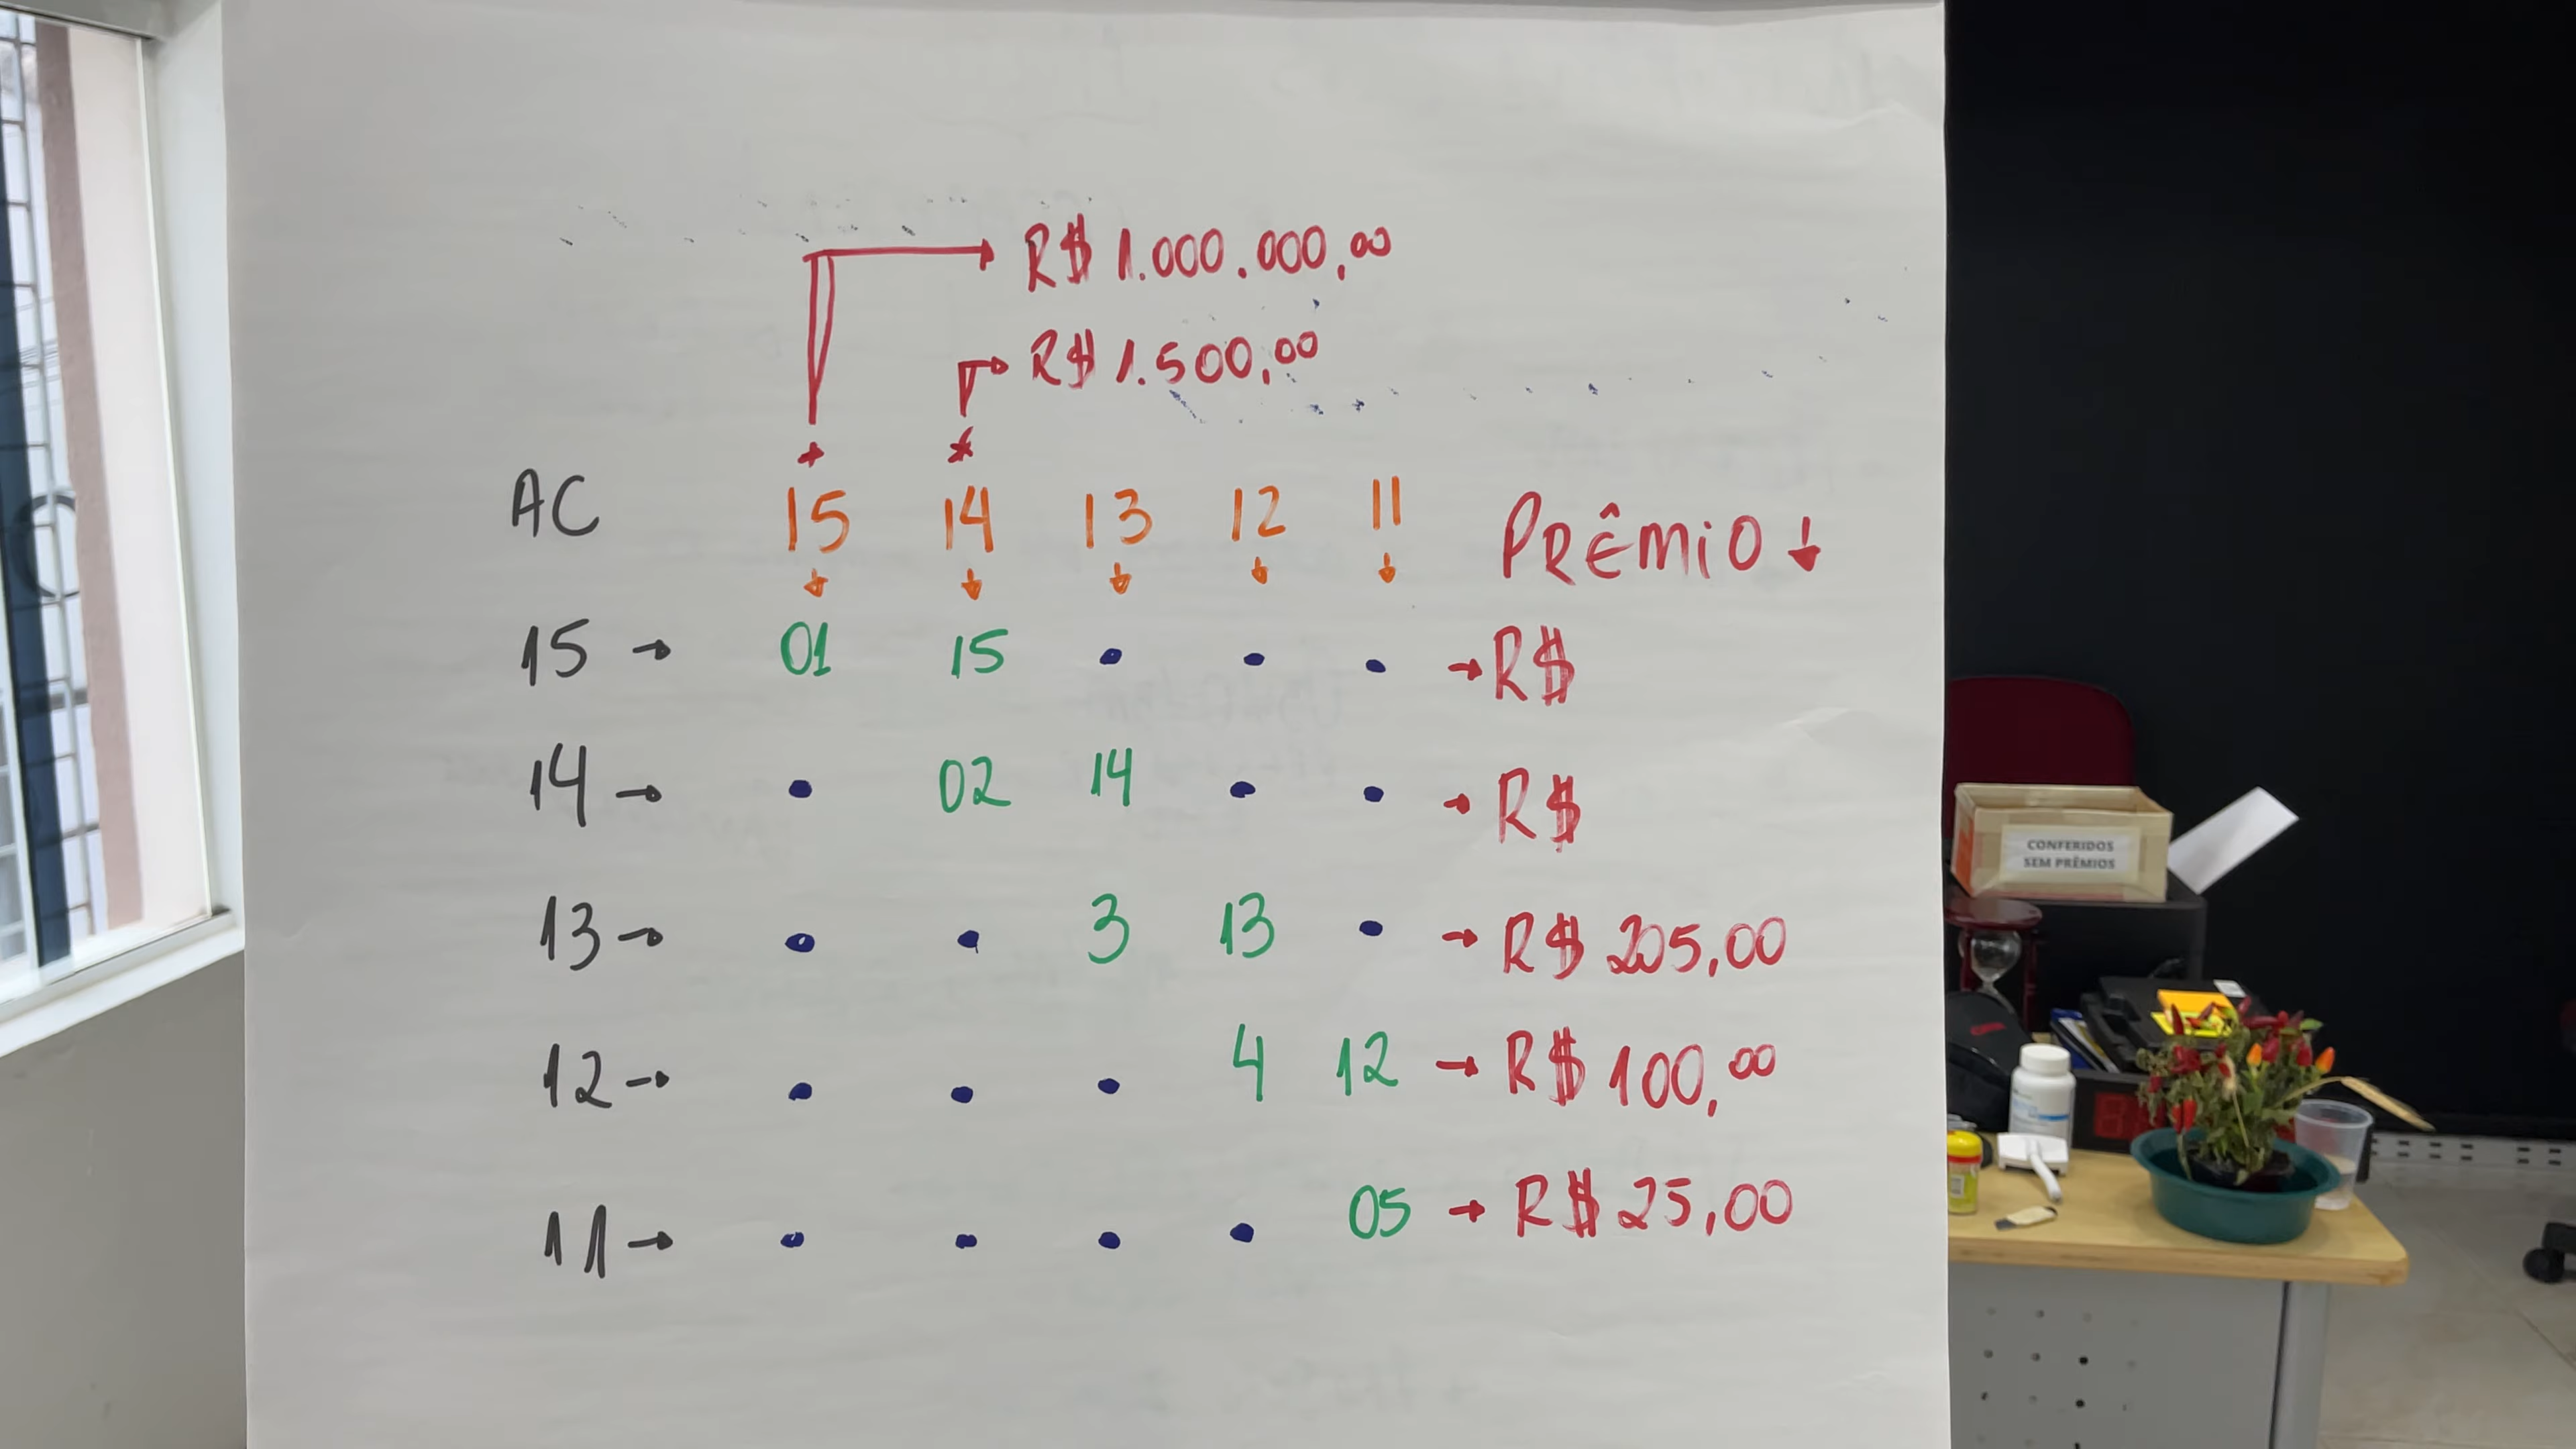 R$ 1.000.000,00
R$ 1.500,00
AC 15 14 13 12 11 PRÊMiO
15 → 01 15 • • • → R$
14 → • 02 14 • • → R$
13 → • • 3 13 • → R$ 205,00
12 → • • • 4 12 → R$ 100,00
11 → • • • • 05 → R$ 25,00
CONFERIDOS
SEM PRÊMIOS